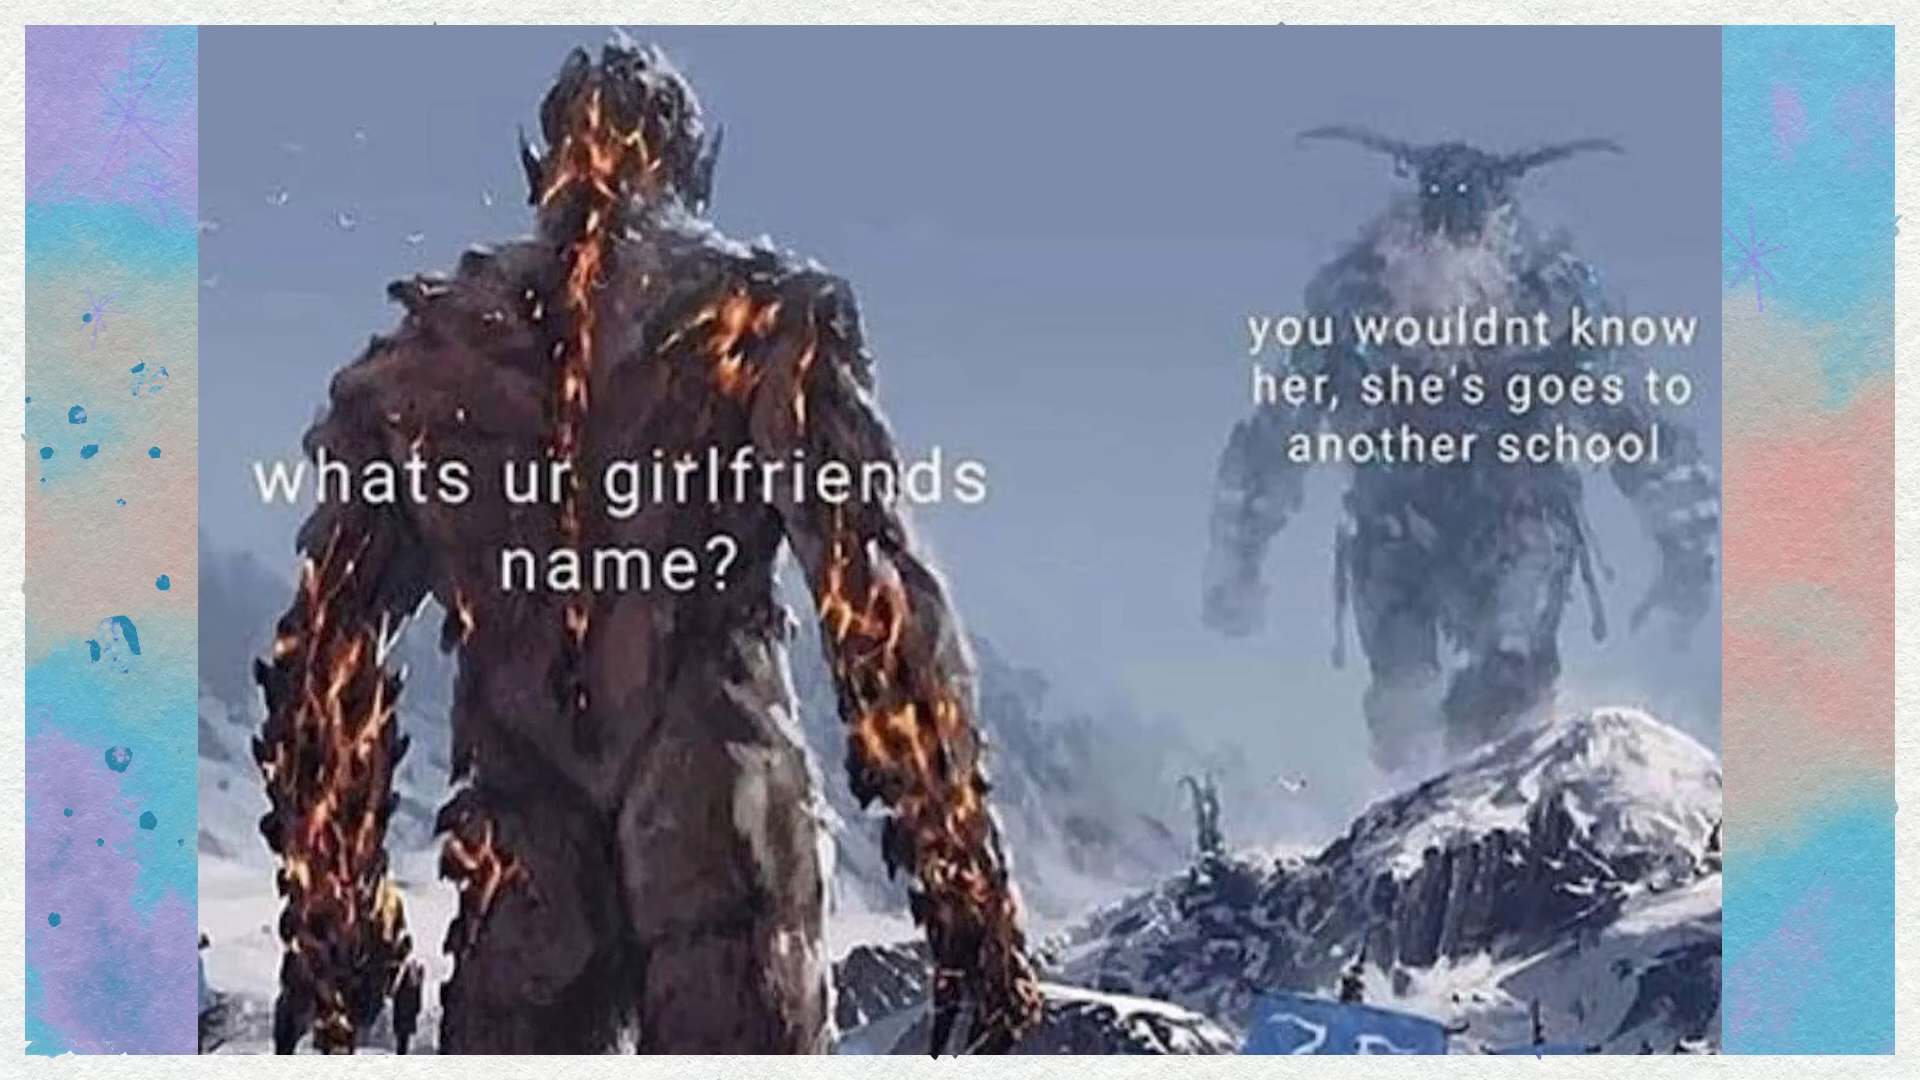 whats ur girlfriends
name?
you wouldnt know
her, she's goes to
another school